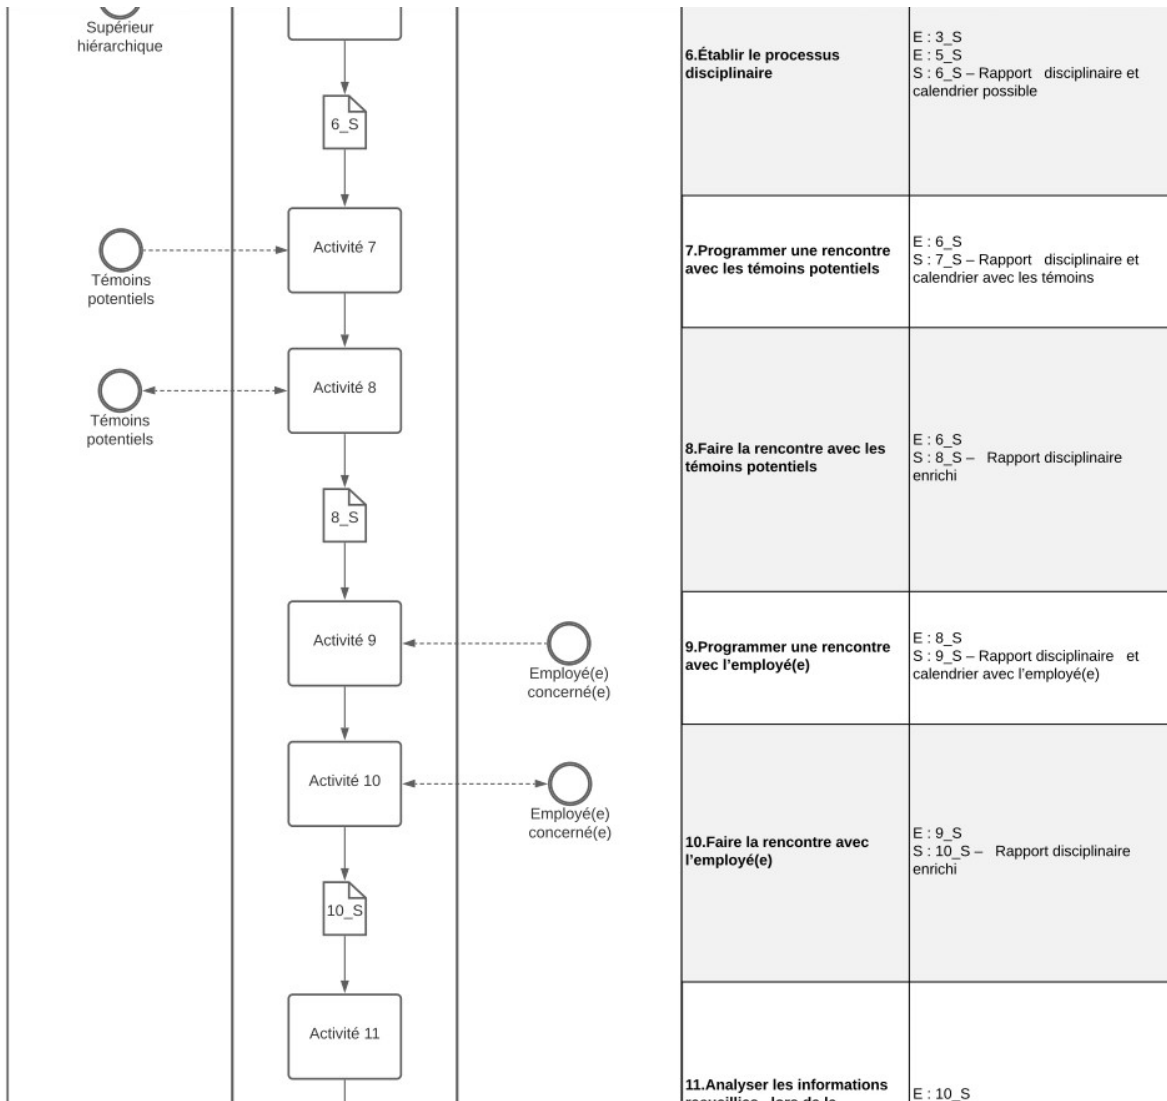 Supérieur
hiérarchique
6_S
Activité 7
Témoins
potentiels
Activité 8
Témoins
potentiels
8_S
Activité 9
Employé(e)
concerné(e)
Activité 10
Employé(e)
concerné(e)
10_S
Activité 11
6.Établir le processus
disciplinaire
E : 3_S
E : 5_S
S : 6_S – Rapport disciplinaire et
calendrier possible
7.Programmer une rencontre
avec les témoins potentiels
E : 6_S
S : 7_S – Rapport disciplinaire et
calendrier avec les témoins
8.Faire la rencontre avec les
témoins potentiels
E : 6_S
S : 8_S – Rapport disciplinaire
enrichi
9.Programmer une rencontre
avec l'employé(e)
E : 8_S
S : 9_S – Rapport disciplinaire et
calendrier avec l'employé(e)
10.Faire la rencontre avec
l'employé(e)
E : 9_S
S : 10_S – Rapport disciplinaire
enrichi
11.Analyser les informations
recueillies lors de la
E : 10_S